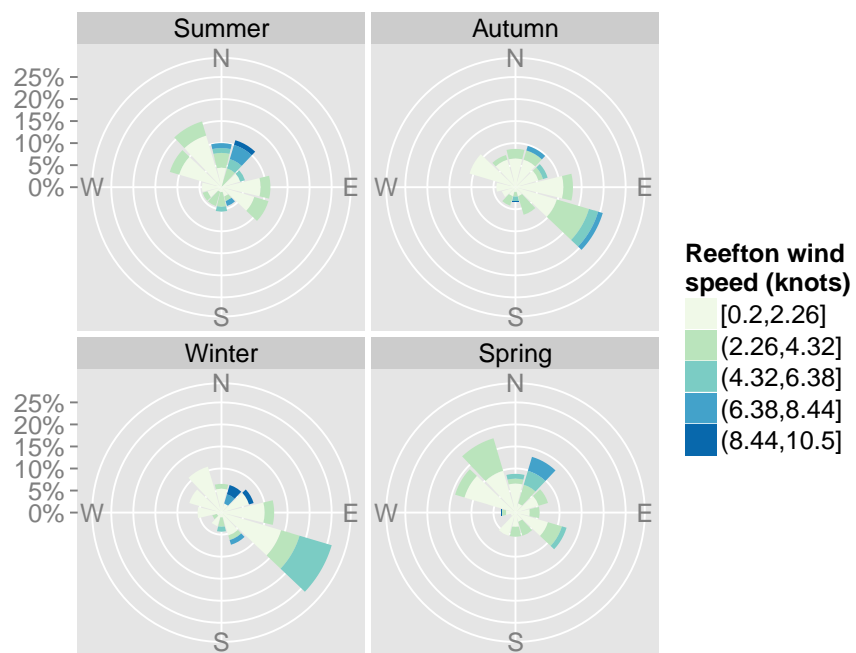 Summer
Autumn
N
N
25%
20%
15%
10%
5%
0%
W
E
W
E
S
S
Winter
Spring
N
N
25%
20%
15%
10%
5%
0%
W
E
W
E
S
S
Reefton wind
speed (knots)
[0.2,2.26]
(2.26,4.32]
(4.32,6.38]
(6.38,8.44]
(8.44,10.5]